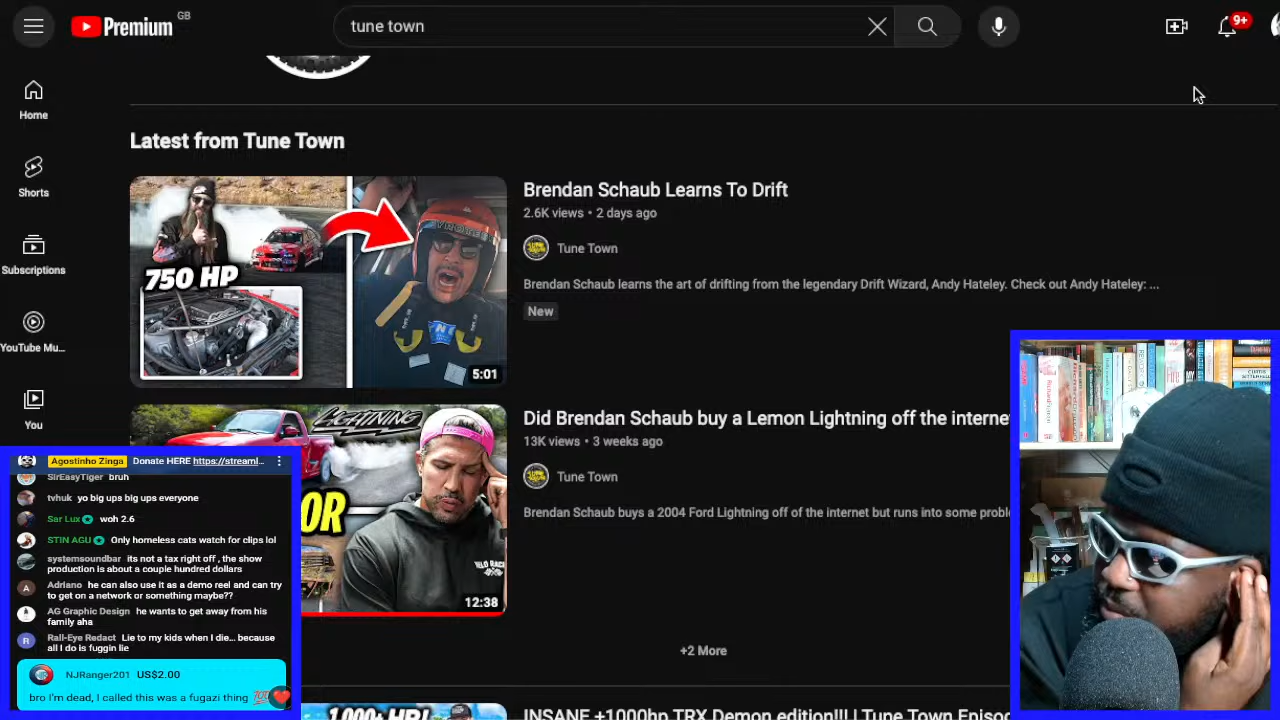 Premium GB
tune town
9+
Home
Shorts
Subscriptions
YouTube Mu...
You
Latest from Tune Town
750 HP
5:01
Brendan Schaub Learns To Drift
2.6K views • 2 days ago
Tune Town
Brendan Schaub learns the art of drifting from the legendary Drift Wizard, Andy Hateley. Check out Andy Hateley: ...
New
LIGHTNING
OR
12:38
Did Brendan Schaub buy a Lemon Lightning off the internet
13K views • 3 weeks ago
Tune Town
Brendan Schaub buys a 2004 Ford Lightning off of the internet but runs into some probl
+2 More
1,000+ HP!
INSANE +1000hp TRX Demon edition!!! | Tune Town Episo
Agostinho Zinga Donate HERE https://streaml...
SirEasyTiger bruh
tvhuk yo big ups big ups everyone
Sar Lux woh 2.6
STIN AGU Only homeless cats watch for clips lol
systemsoundbar its not a tax right off , the show
production is about a couple hundred dollars
Adriano he can also use it as a demo reel and can try
to get on a network or something maybe??
AG Graphic Design he wants to get away from his
family aha
Rall-Eye Redact Lie to my kids when I die... because
all I do is fuggin lie
NJRanger201 US$2.00
bro I'm dead, I called this was a fugazi thing 💯❤️